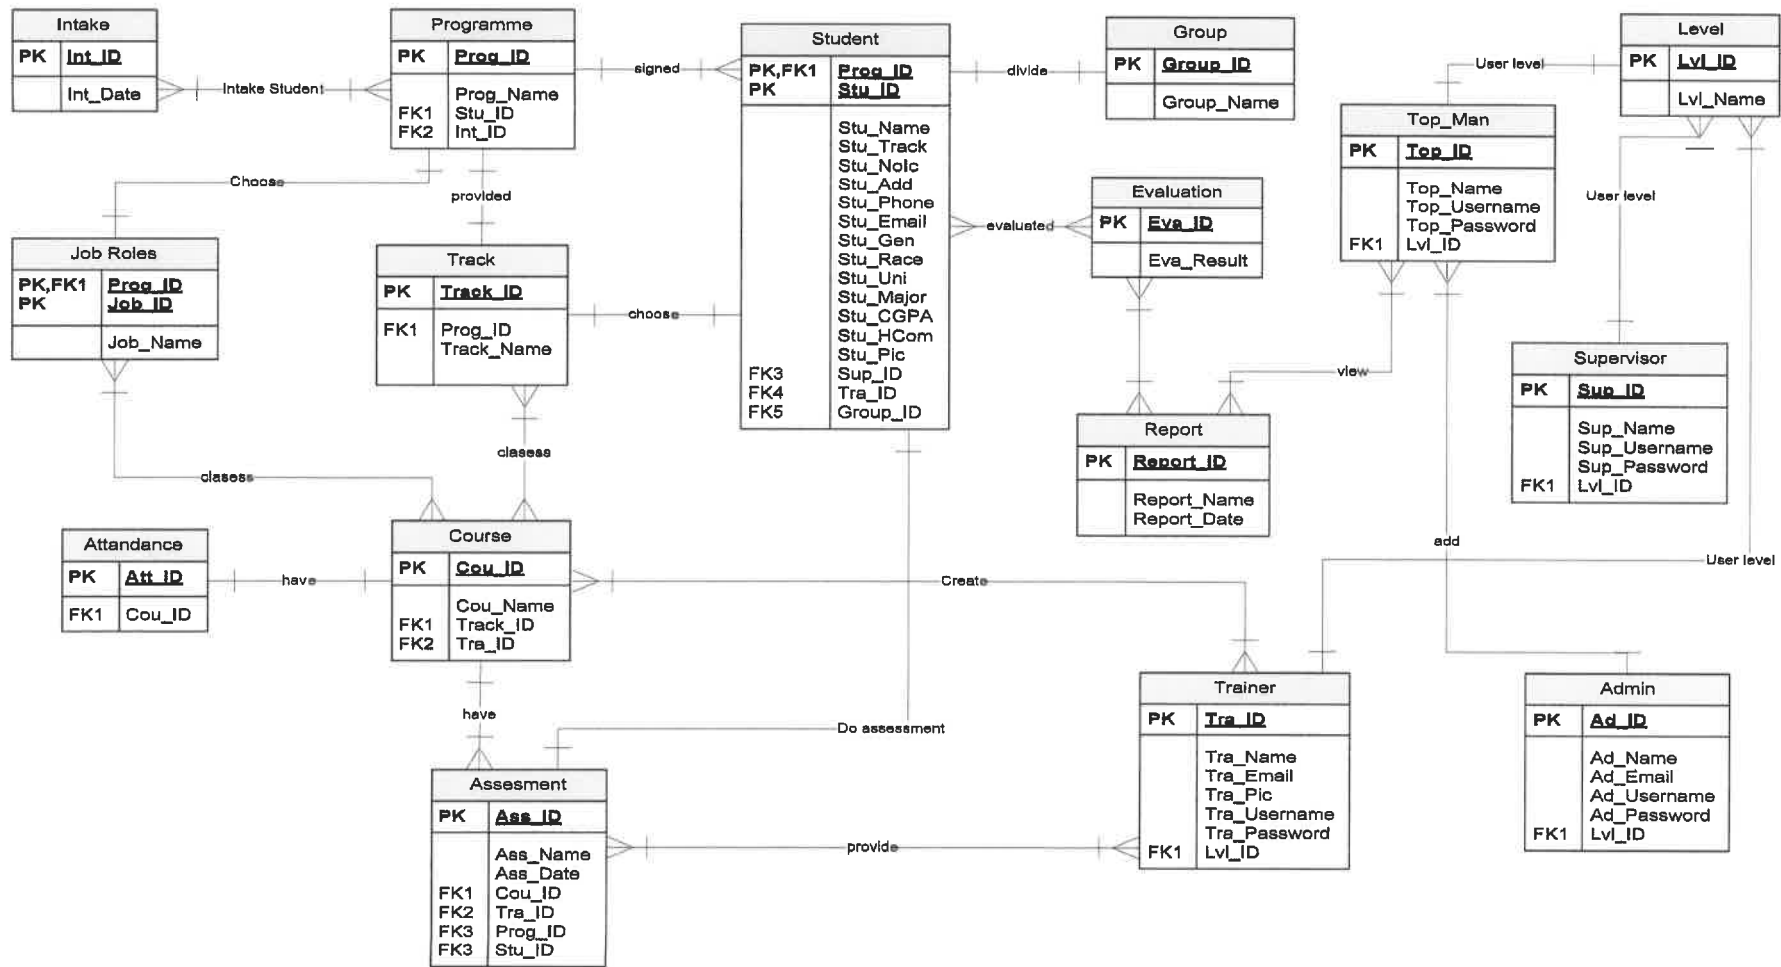 Intake
PK Int_ID
Int_Date
Intake Student
Programme
PK Prog_ID
Prog_Name
FK1 Stu_ID
FK2 Int_ID
signed
Student
PK,FK1 Prog_ID
PK Stu_ID
Stu_Name
Stu_Track
Stu_NoIc
Stu_Add
Stu_Phone
Stu_Email
Stu_Gen
Stu_Race
Stu_Uni
Stu_Major
Stu_CGPA
Stu_HCom
Stu_Pic
FK3 Sup_ID
FK4 Tra_ID
FK5 Group_ID
divide
Group
PK Group_ID
Group_Name
User level
Level
PK Lvl_ID
Lvl_Name
Top_Man
PK Top_ID
Top_Name
Top_Username
Top_Password
FK1 Lvl_ID
User level
Choose
provided
evaluated
Evaluation
PK Eva_ID
Eva_Result
Job Roles
PK,FK1 Prog_ID
PK Job_ID
Job_Name
Track
PK Track_ID
FK1 Prog_ID
Track_Name
choose
view
Supervisor
PK Sup_ID
Sup_Name
Sup_Username
Sup_Password
FK1 Lvl_ID
Report
PK Report_ID
Report_Name
Report_Date
clasess
clasess
Attandance
PK Att_ID
FK1 Cou_ID
have
Course
PK Cou_ID
Cou_Name
FK1 Track_ID
FK2 Tra_ID
Create
add
User level
have
Do assessment
Trainer
PK Tra_ID
Tra_Name
Tra_Email
Tra_Pic
Tra_Username
Tra_Password
FK1 Lvl_ID
Admin
PK Ad_ID
Ad_Name
Ad_Email
Ad_Username
Ad_Password
FK1 Lvl_ID
Assesment
PK Ass_ID
Ass_Name
Ass_Date
FK1 Cou_ID
FK2 Tra_ID
FK3 Prog_ID
FK3 Stu_ID
provide